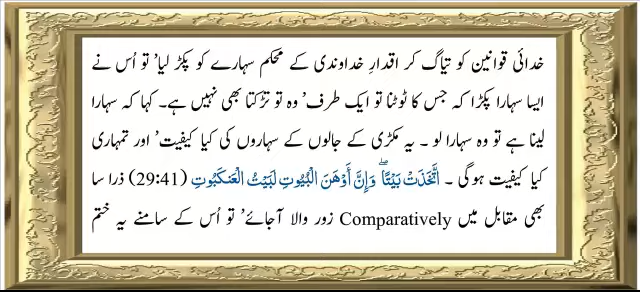 خدائی قوانین کو تیاگ کر اقدارِ خداوندی کے محکم سہارے کو پکڑ لیا’ تو اُس نے
ایسا سہارا پکڑا کہ جس کا ٹوٹنا تو ایک طرف’ وہ تو تڑکتا بھی نہیں ہے۔ کہا کہ سہارا
لینا ہے تو وہ سہارا لو ۔ یہ مکڑی کے جالوں کے سہاروں کی کیا کیفیت’ اور تمہاری
کیا کیفیت ہوگی ۔ اتَّخَذَتْ بَيْتًا ۖ وَإِنَّ أَوْهَنَ الْبُيُوتِ لَبَيْتُ الْعَنكَبُوتِ (29:41) ذرا سا
بھی مقابل میں Comparatively زور والا آجائے’ تو اُس کے سامنے یہ ختم